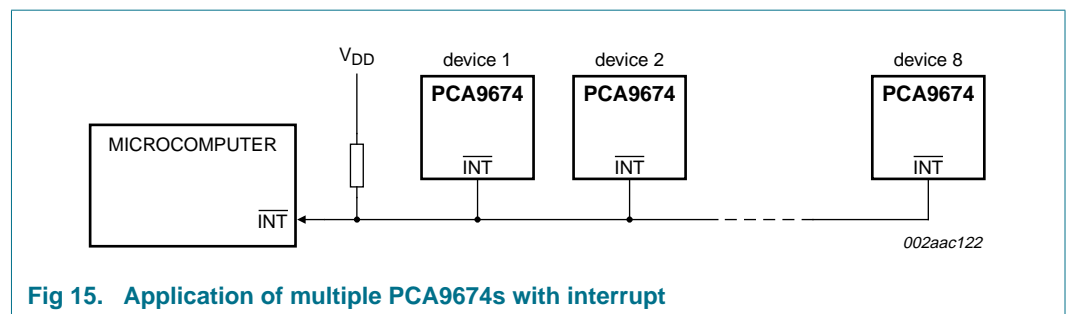 V_DD
device 1
device 2
device 8
PCA9674
PCA9674
PCA9674
MICROCOMPUTER
INT
INT
INT
INT
002aac122
Fig 15. Application of multiple PCA9674s with interrupt